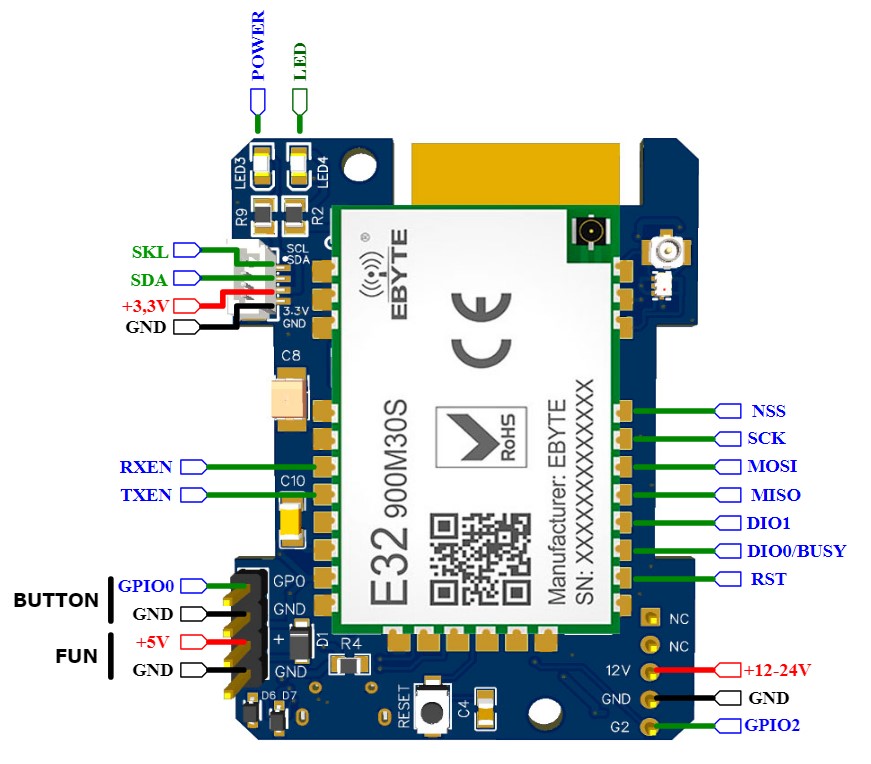 POWER
LED
LED3
LED4
R9
R2
SKL
SDA
+3,3V
GND
SCL
SDA
3.3V
GND
®
EBYTE
C8
RoHS
E32 900M30S
Manufacturer: EBYTE
SN: XXXXXXXXXXXXXX
NSS
SCK
MOSI
MISO
DIO1
DIO0/BUSY
RST
RXEN
TXEN
C10
BUTTON
FUN
GPIO0
GND
+5V
GND
GPO
GND
+
GND
D1
R4
D6 D7
RESET
C4
NC
NC
12V
GND
G2
+12-24V
GND
GPIO2